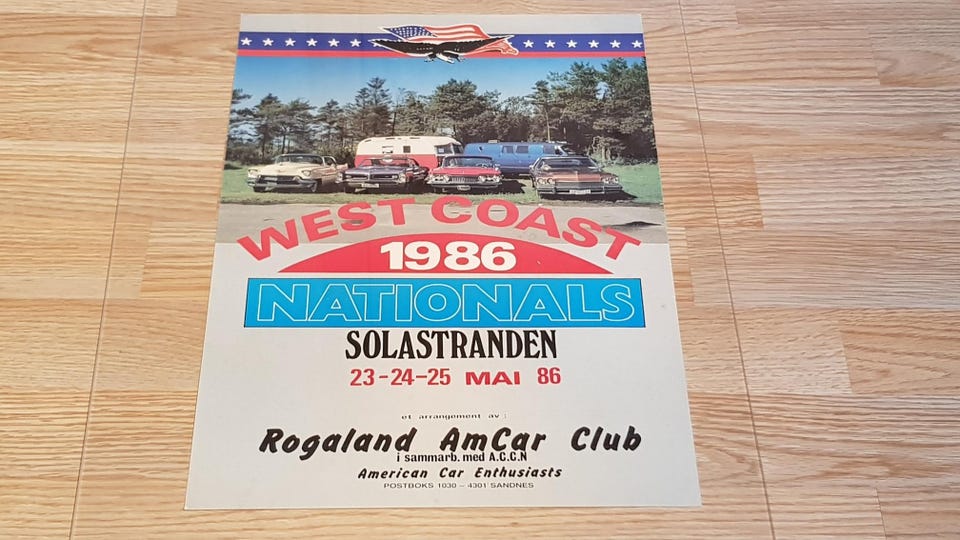 WEST COAST
1986
NATIONALS
SOLASTRANDEN
23-24-25 MAI 86
et arrangement av :
Rogaland AmCar Club
i sammarb. med A.C.C.N
American Car Enthusiasts
POSTBOKS 1030 - 4301 SANDNES